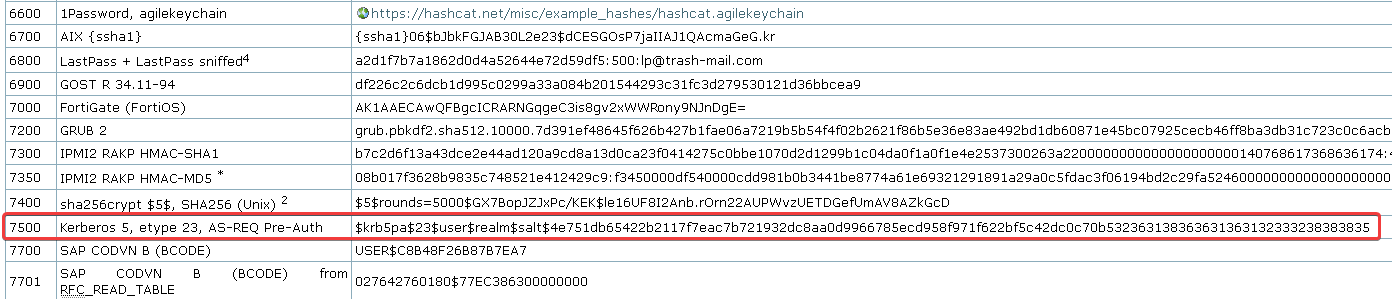 6600 1Password, agilekeychain https://hashcat.net/misc/example_hashes/hashcat.agilekeychain
6700 AIX {ssha1} {ssha1}06$bJbkFGJAB30L2e23$dCESGOsP7jaIIAJ1QAcmaGeG.kr
6800 LastPass + LastPass sniffed4 a2d1f7b7a1862d0d4a52644e72d59df5:500:lp@trash-mail.com
6900 GOST R 34.11-94 df226c2c6dcb1d995c0299a33a084b201544293c31fc3d279530121d36bbcea9
7000 FortiGate (FortiOS) AK1AAECAwQFBgcICRARNGqgeC3is8gv2xWWRony9NJnDgE=
7200 GRUB 2 grub.pbkdf2.sha512.10000.7d391ef48645f626b427b1fae06a7219b5b54f4f02b2621f86b5e36e83ae492bd1db60871e45bc07925cecb46ff8ba3db31c723c0c6acb
7300 IPMI2 RAKP HMAC-SHA1 b7c2d6f13a43dce2e44ad120a9cd8a13d0ca23f0414275c0bbe1070d2d1299b1c04da0f1a0f1e4e2537300263a2200000000000000000000140768617368636174:4
7350 IPMI2 RAKP HMAC-MD5 * 08b017f3628b9835c748521e412429c9:f3450000df540000cdd981b0b3441be8774a61e69321291891a29a0c5fdac3f06194bd2c29fa5246000000000000000000
7400 sha256crypt $5$, SHA256 (Unix) 2 $5$rounds=5000$GX7BopJZJxPc/KEK$le16UF8I2Anb.rOrn22AUPWvzUETDGefUmAV8AZkGcD
7500 Kerberos 5, etype 23, AS-REQ Pre-Auth $krb5pa$23$user$realm$salt$4e751db65422b2117f7eac7b721932dc8aa0d9966785ecd958f971f622bf5c42dc0c70b532363138363631363132333238383835
7700 SAP CODVN B (BCODE) USER$C8B48F26B87B7EA7
7701 SAP CODVN B (BCODE) from
RFC_READ_TABLE 027642760180$77EC386300000000